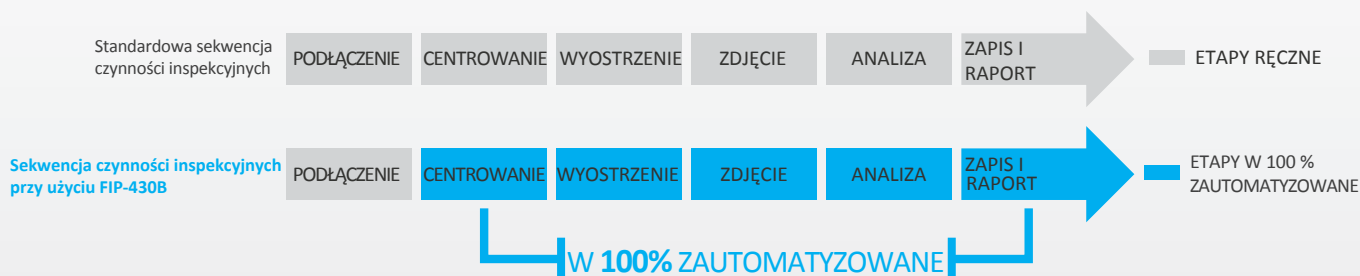 Standardowa sekwencja
czynności inspekcyjnych
PODŁĄCZENIE
CENTROWANIE
WYOSTRZENIE
ZDJĘCIE
ANALIZA
ZAPIS I
RAPORT
ETAPY RĘCZNE
Sekwencja czynności inspekcyjnych
przy użyciu FIP-430B
PODŁĄCZENIE
CENTROWANIE
WYOSTRZENIE
ZDJĘCIE
ANALIZA
ZAPIS I
RAPORT
ETAPY W 100 %
ZAUTOMATYZOWANE
W 100% ZAUTOMATYZOWANE